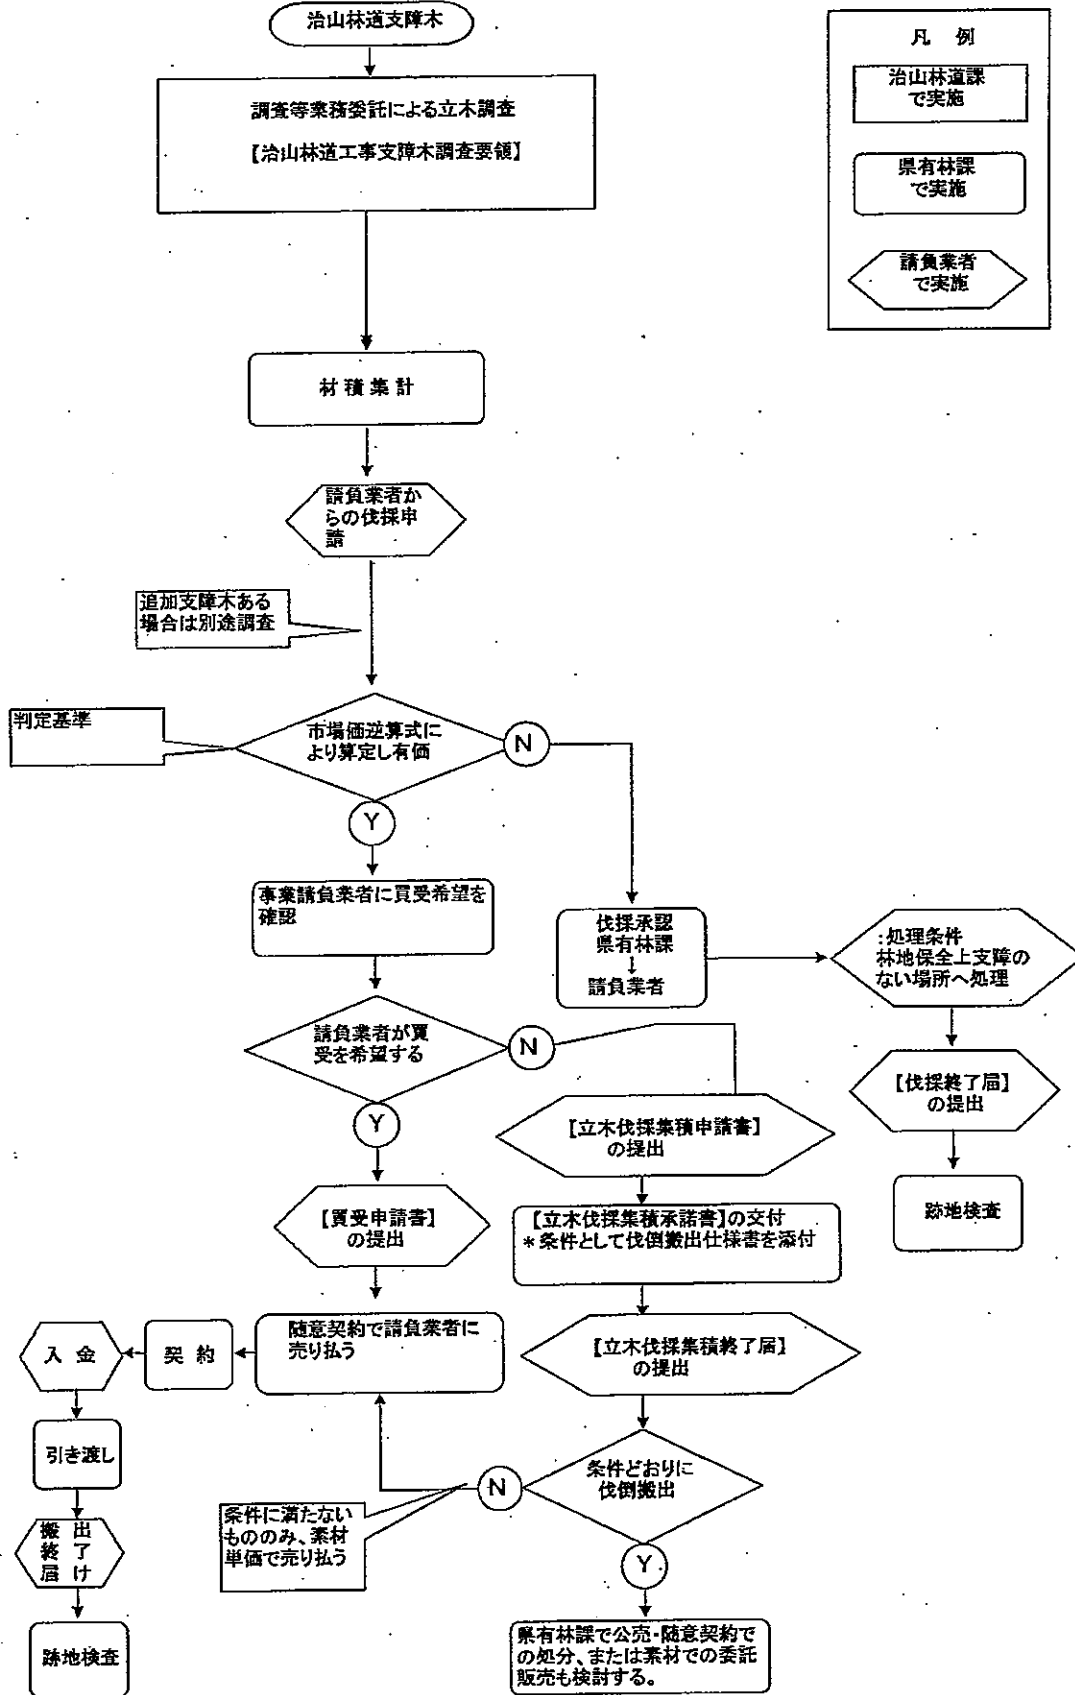 治山林道支障木
凡例
治山林道課
で実施
県有林課
で実施
請負業者
で実施
調査等業務委託による立木調査
【治山林道工事支障木調査要領】
材積集計
請負業者か
らの伐採申
請
追加支障木ある
場合は別途調査
判定基準
市場価逆算式に
より算定し有価
N
Y
事業請負業者に買受希望を
確認
伐採承認
県有林課
↓
請負業者
:処理条件
林地保全上支障の
ない場所へ処理
請負業者が買
受を希望する
N
Y
【伐採終了届】
の提出
【立木伐採集積申請書】
の提出
跡地検査
【買受申請書】
の提出
【立木伐採集積承諾書】の交付
*条件として伐倒搬出仕様書を添付
随意契約で請負業者に
売り払う
契約
入金
【立木伐採集積終了届】
の提出
引き渡し
条件どおりに
伐倒搬出
N
Y
条件に満たない
もののみ、素材
単価で売り払う
搬出
終了
届け
跡地検査
県有林課で公売・随意契約で
の処分、または素材での委託
販売も検討する。